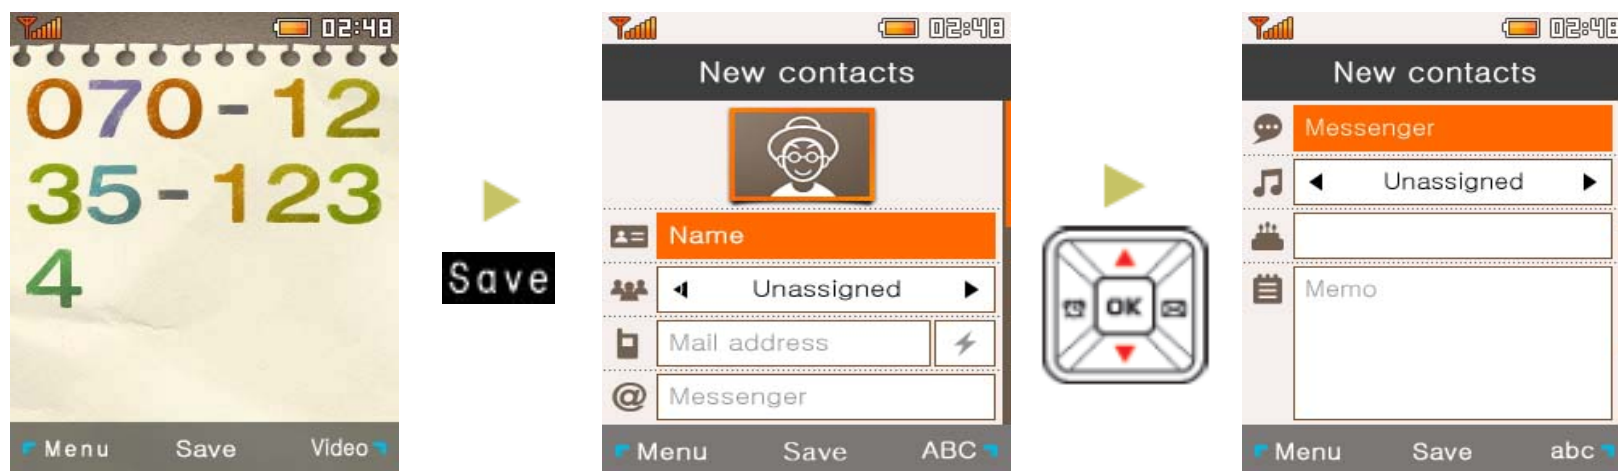 02:48
070-12
35-123
4
Menu Save Video
Save
02:48
New contacts
Name
Unassigned
Mail address
@ Messenger
Menu Save ABC
OK
02:48
New contacts
Messenger
Unassigned
Memo
Menu Save abc